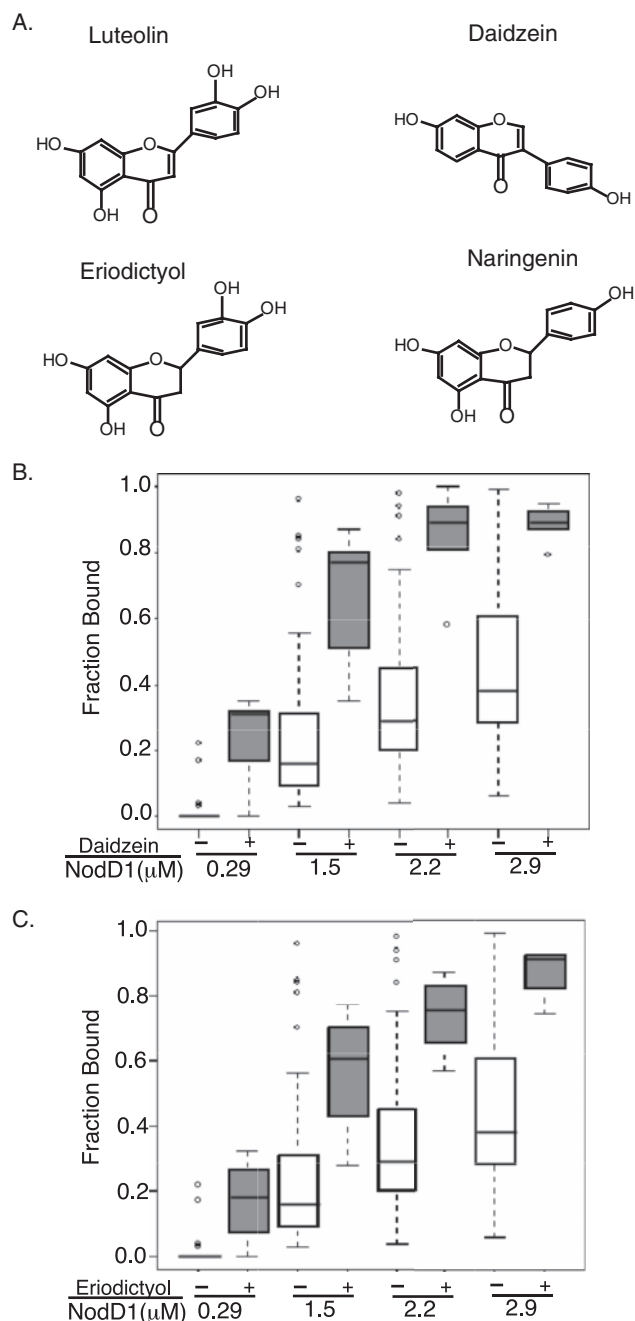 A.
Luteolin
Daidzein
OH
OH
HO
O
OH
O
HO
O
O
OH
Eriodictyol
Naringenin
OH
OH
HO
O
OH
O
OH
HO
O
OH
O
B.
Fraction Bound
1.0
0.8
0.6
0.4
0.2
0.0
Daidzein − + − + − + − +
NodD1(μM) 0.29 1.5 2.2 2.9
C.
Fraction Bound
1.0
0.8
0.6
0.4
0.2
0.0
Eriodictyol − + − + − + − +
NodD1(μM) 0.29 1.5 2.2 2.9